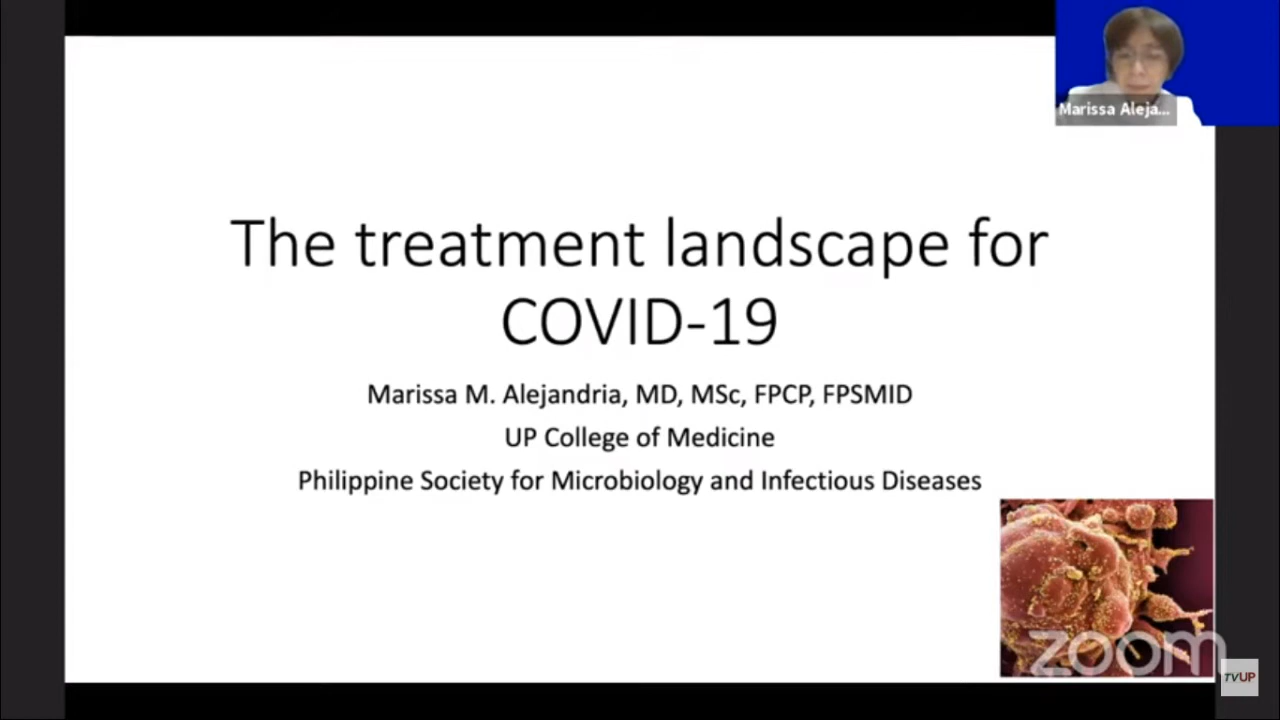 Marissa Aleja...
The treatment landscape for
COVID-19
Marissa M. Alejandria, MD, MSc, FPCP, FPSMID
UP College of Medicine
Philippine Society for Microbiology and Infectious Diseases
zoom
TVUP